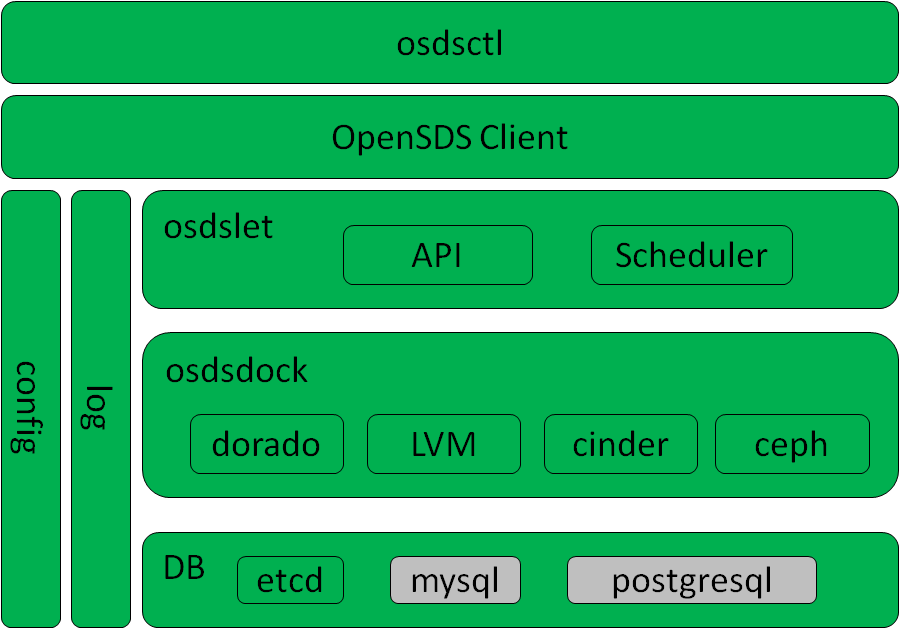 osdsctl
OpenSDS Client
config
log
osdslet
API
Scheduler
osdsdock
dorado
LVM
cinder
ceph
DB
etcd
mysql
postgresql